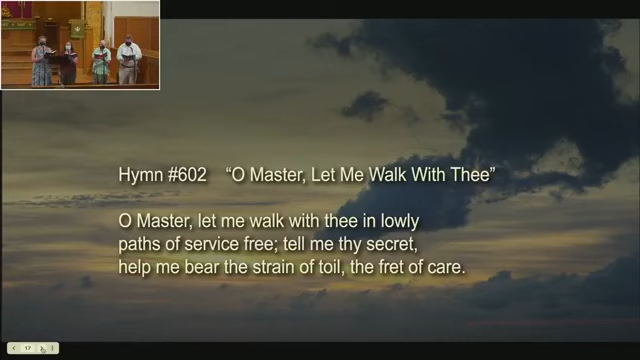 Hymn #602 “O Master, Let Me Walk With Thee”
O Master, let me walk with thee in lowly
paths of service free; tell me thy secret,
help me bear the strain of toil, the fret of care.
17